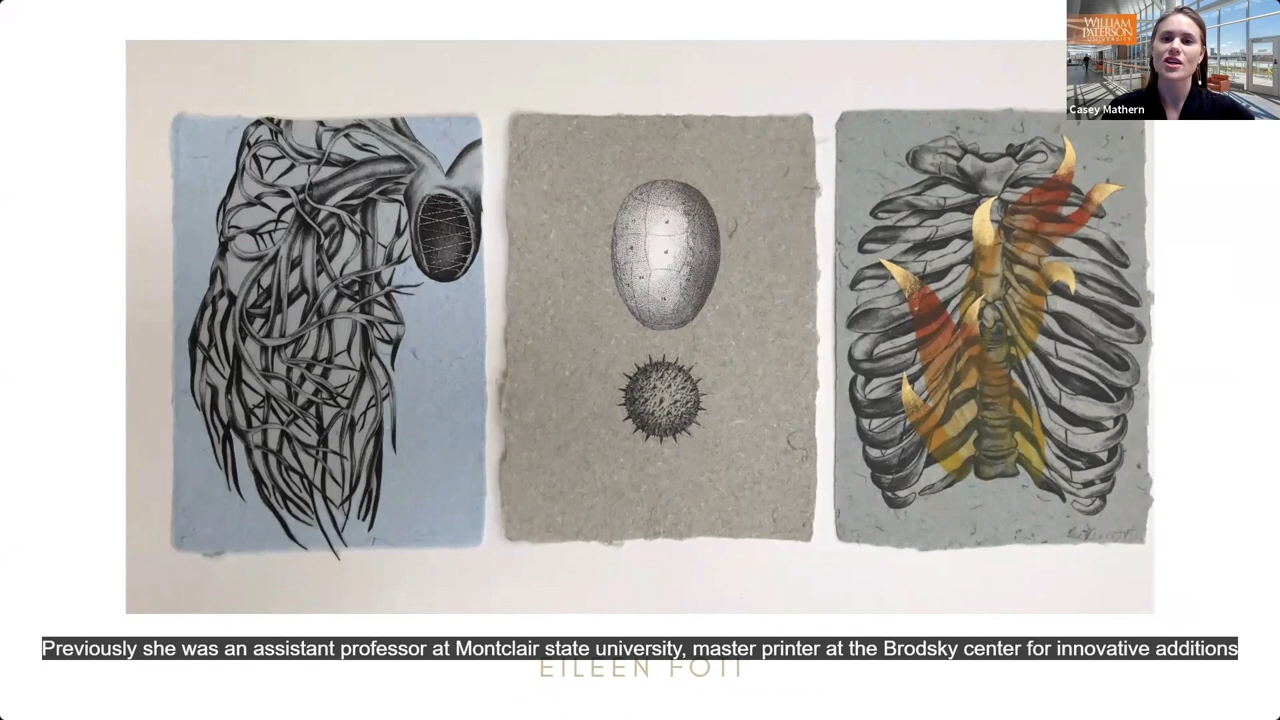 WILLIAM
PATERSON
UNIVERSITY
Casey Mathern
Previously she was an assistant professor at Montclair state university, master printer at the Brodsky center for innovative additions
EILEEN FOTI